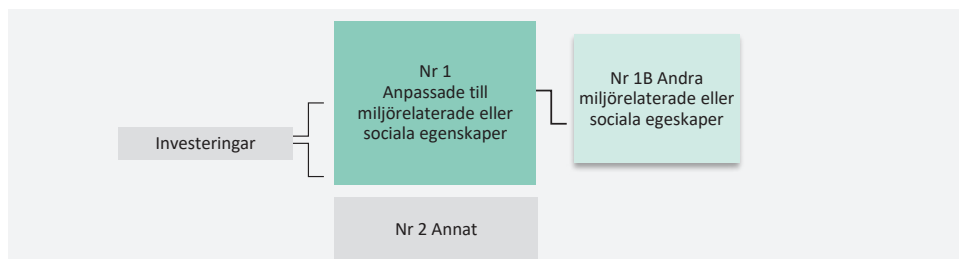 Investeringar
Nr 1
Anpassade till
miljörelaterade eller
sociala egenskaper
Nr 1B Andra
miljörelaterade eller
sociala egeskaper
Nr 2 Annat